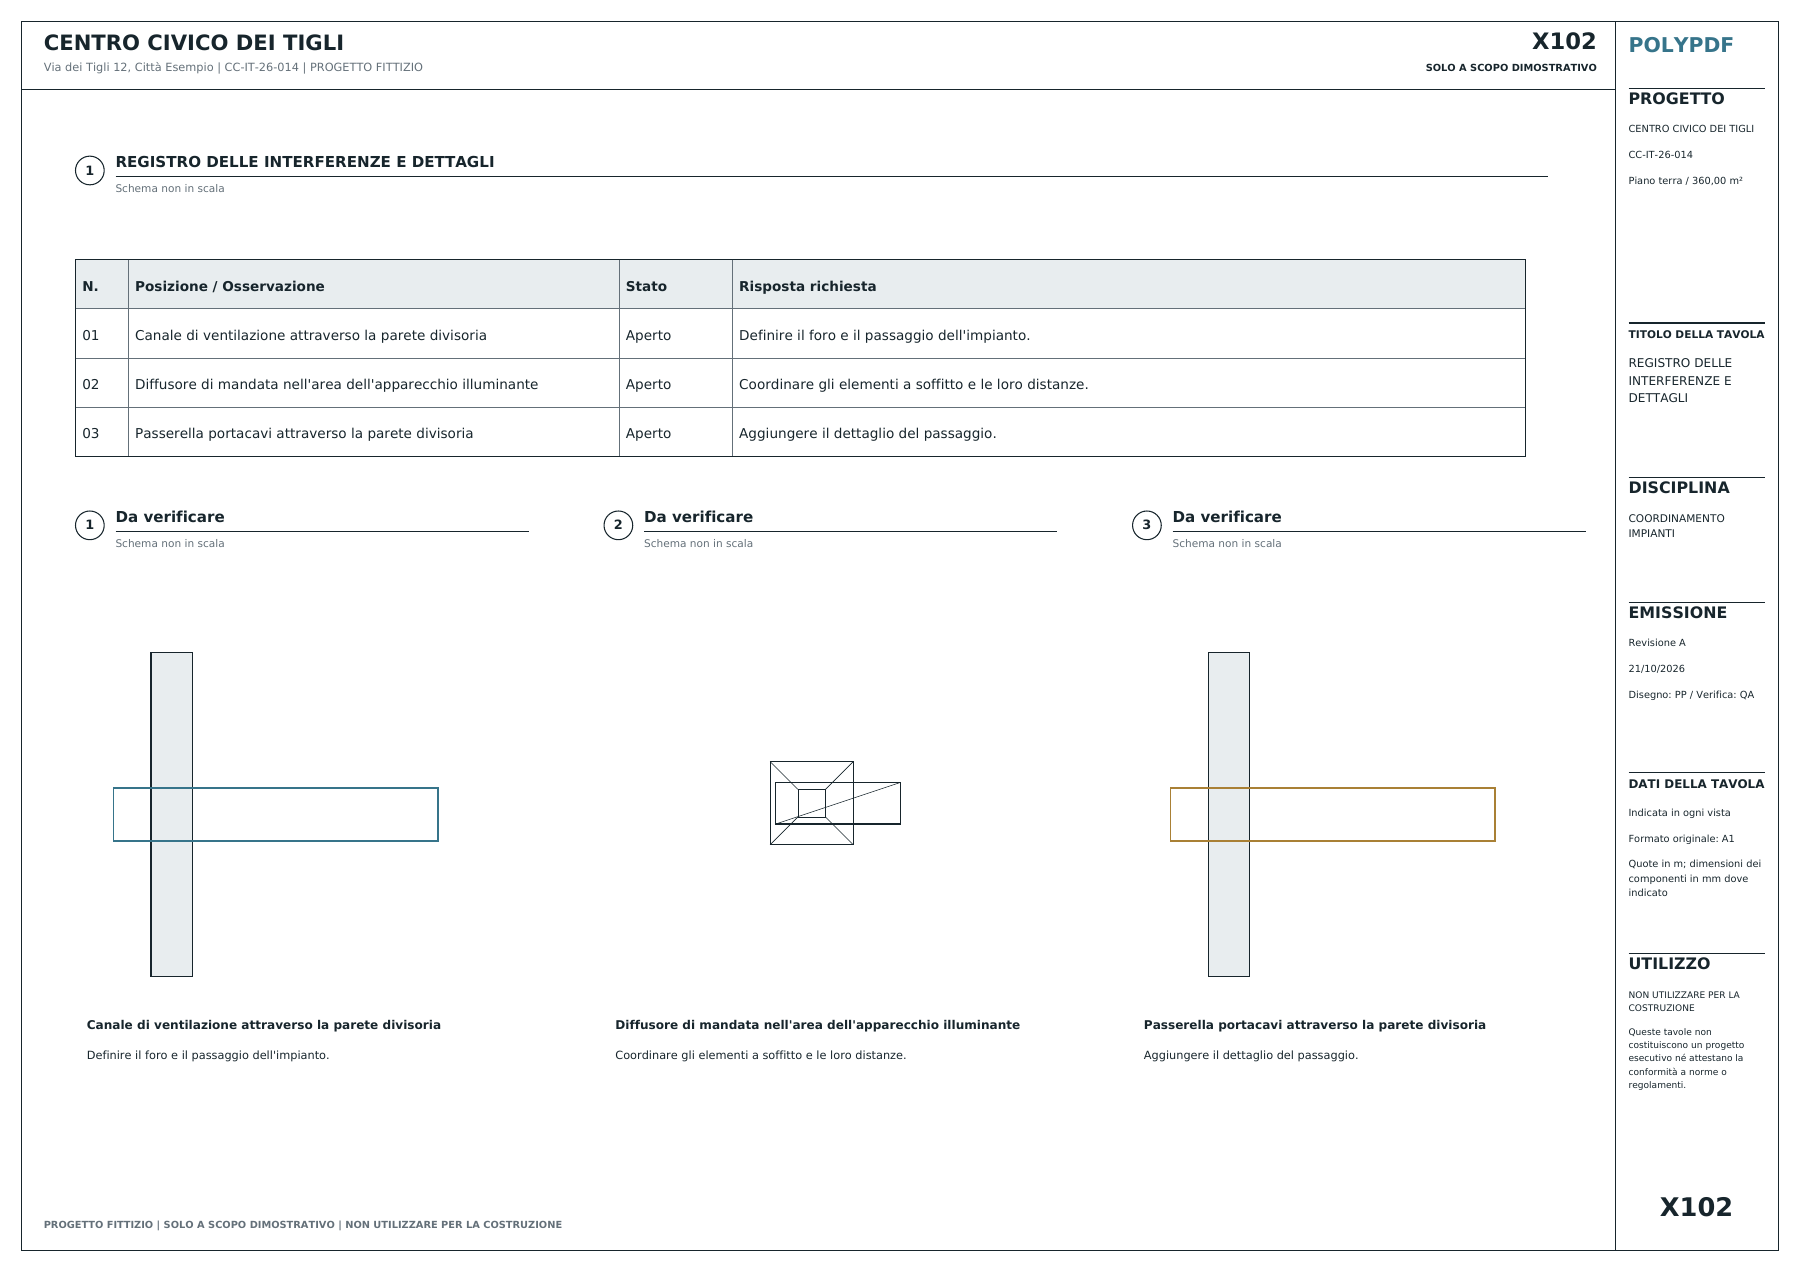 CENTRO CIVICO DEI TIGLI
Via dei Tigli 12, Città Esempio | CC-IT-26-014 | PROGETTO FITTIZIO
X102
SOLO A SCOPO DIMOSTRATIVO
1
REGISTRO DELLE INTERFERENZE E DETTAGLI
Schema non in scala
N. Posizione / Osservazione Stato Risposta richiesta
01 Canale di ventilazione attraverso la parete divisoria Aperto Definire il foro e il passaggio dell'impianto.
02 Diffusore di mandata nell'area dell'apparecchio illuminante Aperto Coordinare gli elementi a soffitto e le loro distanze.
03 Passerella portacavi attraverso la parete divisoria Aperto Aggiungere il dettaglio del passaggio.
1
Da verificare
Schema non in scala
Canale di ventilazione attraverso la parete divisoria
Definire il foro e il passaggio dell'impianto.
2
Da verificare
Schema non in scala
Diffusore di mandata nell'area dell'apparecchio illuminante
Coordinare gli elementi a soffitto e le loro distanze.
3
Da verificare
Schema non in scala
Passerella portacavi attraverso la parete divisoria
Aggiungere il dettaglio del passaggio.
PROGETTO FITTIZIO | SOLO A SCOPO DIMOSTRATIVO | NON UTILIZZARE PER LA COSTRUZIONE
POLYPDF
PROGETTO
CENTRO CIVICO DEI TIGLI
CC-IT-26-014
Piano terra / 360,00 m²
TITOLO DELLA TAVOLA
REGISTRO DELLE
INTERFERENZE E
DETTAGLI
DISCIPLINA
COORDINAMENTO
IMPIANTI
EMISSIONE
Revisione A
21/10/2026
Disegno: PP / Verifica: QA
DATI DELLA TAVOLA
Indicata in ogni vista
Formato originale: A1
Quote in m; dimensioni dei
componenti in mm dove
indicato
UTILIZZO
NON UTILIZZARE PER LA
COSTRUZIONE
Queste tavole non
costituiscono un progetto
esecutivo né attestano la
conformità a norme o
regolamenti.
X102